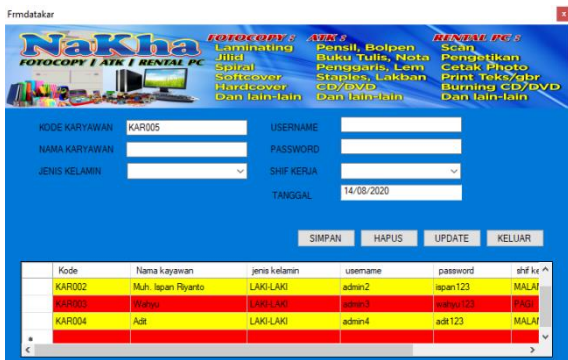 Frmdatakar
x
NaKha
FOTOCOPY I ATK I RENTAL PC
FOTOCOPY :
Laminating
Jilid
Spiral
Softcover
Hardcover
Dan lain-lain
ATK :
Pensil, Bolpen
Buku Tulis, Nota
Penggaris, Lem
Staples, Lakban
CD/DVD
Dan lain-lain
RENTAL PC :
Scan
Pengetikan
Cetak Photo
Print Teks/gbr
Burning CD/DVD
Dan lain-lain
KODE KARYAWAN KAR005 USERNAME
NAMA KARYAWAN PASSWORD
JENIS KELAMIN SHIF KERJA
TANGGAL 14/08/2020
SIMPAN HAPUS UPDATE KELUAR
Kode Nama kayawan jenis kelamin username password shif ke
KAR002 Muh. Ispan Riyanto LAKI-LAKI admin2 ispan123 MALAM
KAR003 Wahyu LAKI-LAKI admin3 wahyu123 PAGI
KAR004 Adit LAKI-LAKI admin4 adit123 MALAM